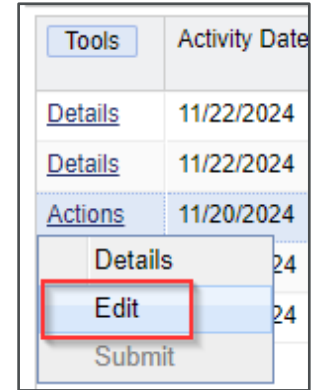 Tools Activity Date
Details 11/22/2024
Details 11/22/2024
Actions 11/20/2024
Details 24
Edit 24
Submit